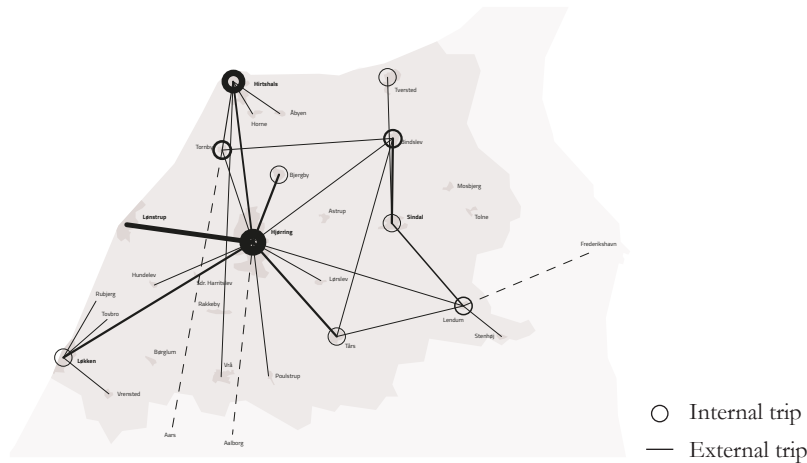 Hirtshals
Tversted
Åbyen
Horne
Tornby
Bindslev
Bjergby
Mosbjerg
Astrup
Tolne
Lønstrup
Sindal
Hjørring
Frederikshavn
Hundelev
Sdr. Harritslev
Lørslev
Rubjerg
Rakkeby
Tosbro
Lendum
Stenhøj
Tårs
Løkken
Børglum
Vrå
Poulstrup
Vrensted
Aars
Aalborg
Internal trip
External trip